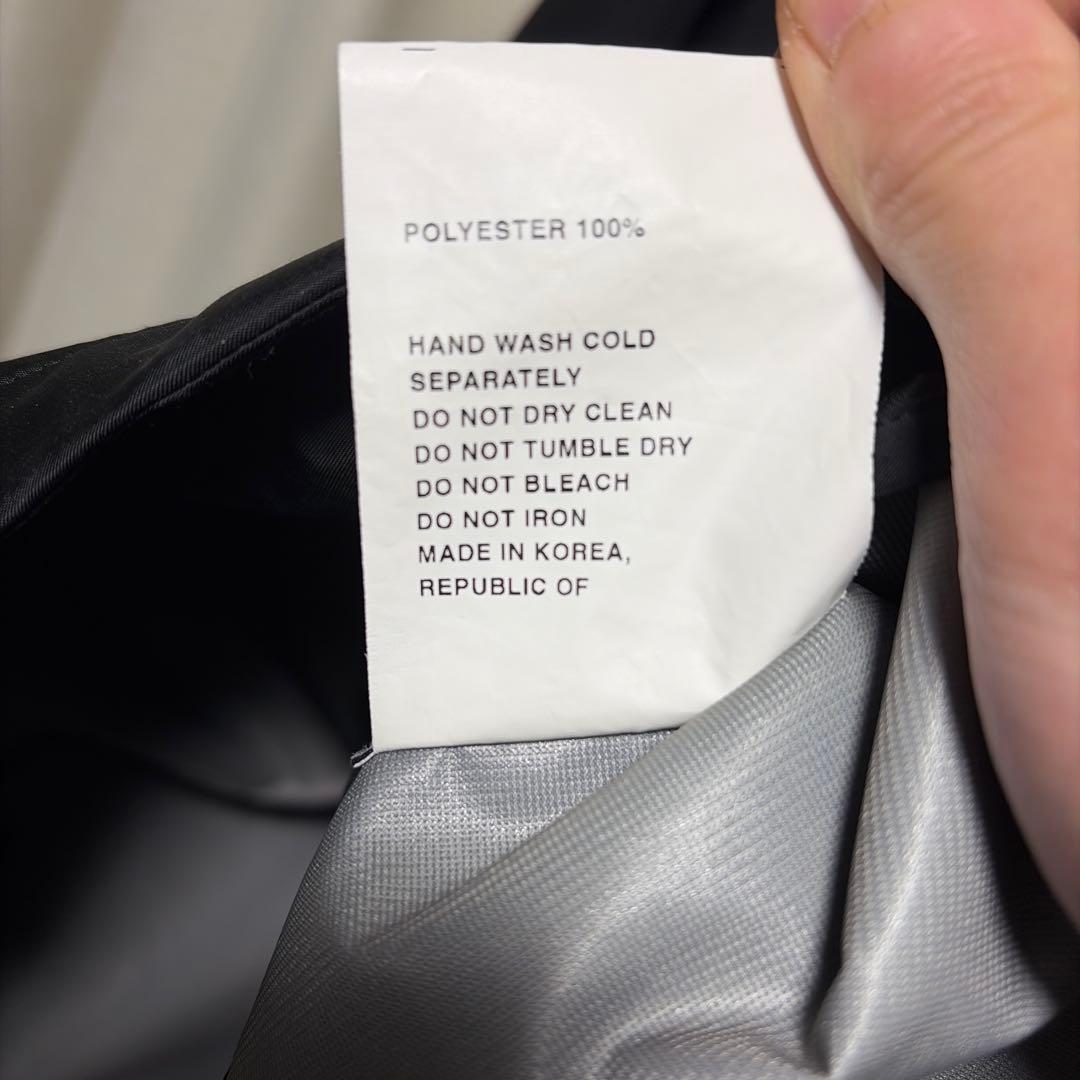 POLYESTER 100%
HAND WASH COLD
SEPARATELY
DO NOT DRY CLEAN
DO NOT TUMBLE DRY
DO NOT BLEACH
DO NOT IRON
MADE IN KOREA,
REPUBLIC OF